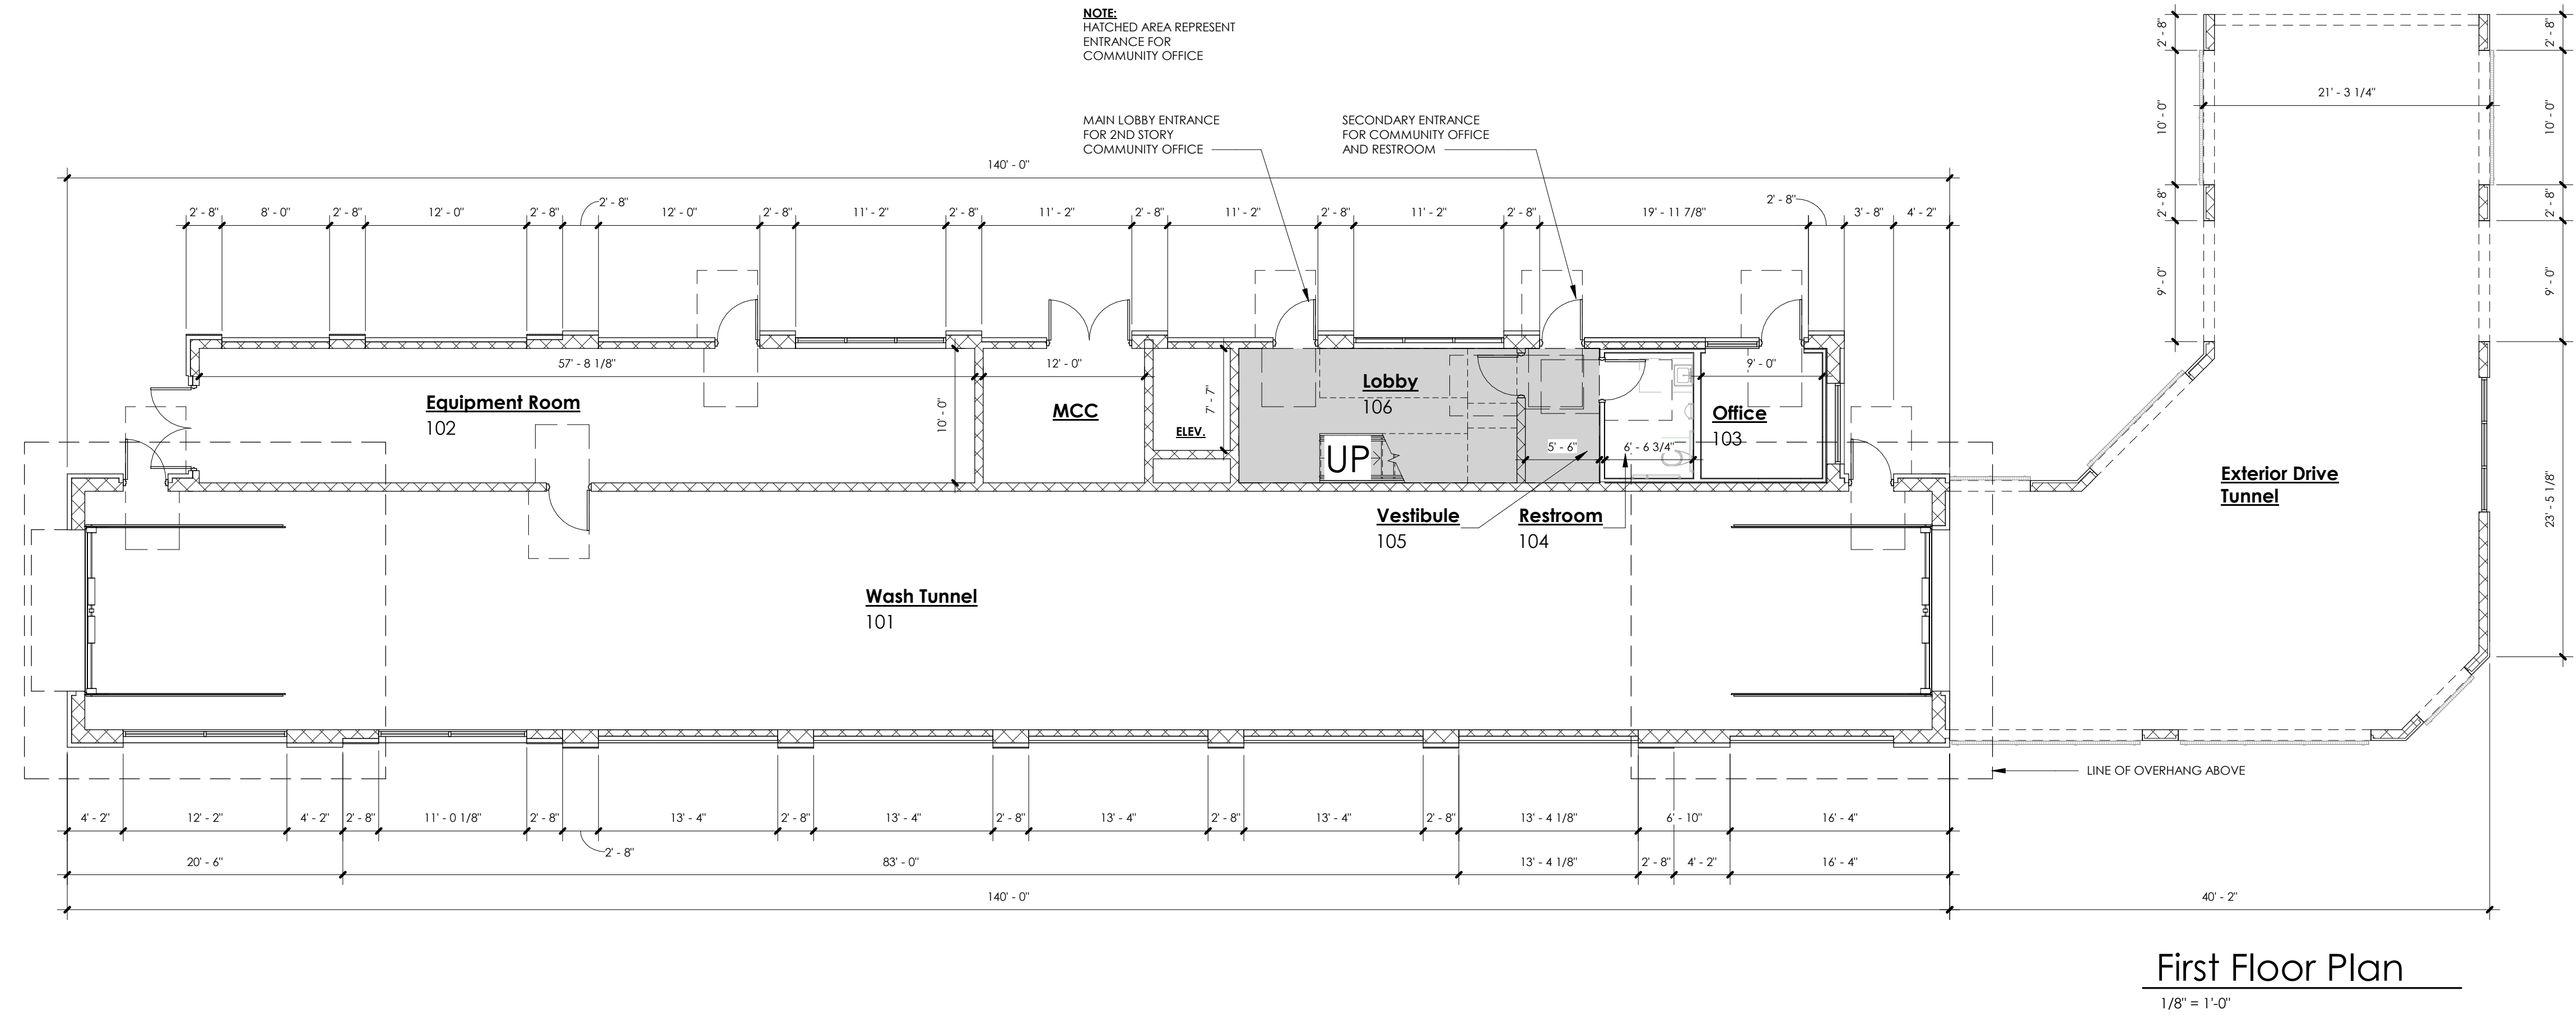 NOTE:
HATCHED AREA REPRESENT
ENTRANCE FOR
COMMUNITY OFFICE
MAIN LOBBY ENTRANCE
FOR 2ND STORY
COMMUNITY OFFICE
SECONDARY ENTRANCE
FOR COMMUNITY OFFICE
AND RESTROOM
140' - 0"
2' - 8"
8' - 0"
2' - 8"
12' - 0"
2' - 8"
2' - 8"
12' - 0"
2' - 8"
11' - 2"
2' - 8"
11' - 2"
2' - 8"
11' - 2"
2' - 8"
11' - 2"
2' - 8"
19' - 11 7/8"
2' - 8"
3' - 8"
4' - 2"
2' - 8"
10' - 0"
2' - 8"
9' - 0"
21' - 3 1/4"
2' - 8"
10' - 0"
2' - 8"
9' - 0"
23' - 5 1/8"
57' - 8 1/8"
10' - 0"
12' - 0"
7' - 7"
9' - 0"
Equipment Room
102
MCC
ELEV.
Lobby
106
UP
5' - 6"
6' - 6 3/4"
Office
103
Vestibule
105
Restroom
104
Exterior Drive
Tunnel
Wash Tunnel
101
LINE OF OVERHANG ABOVE
4' - 2"
12' - 2"
4' - 2"
2' - 8"
11' - 0 1/8"
2' - 8"
2' - 8"
13' - 4"
2' - 8"
13' - 4"
2' - 8"
13' - 4"
2' - 8"
13' - 4"
2' - 8"
13' - 4 1/8"
6' - 10"
16' - 4"
20' - 6"
83' - 0"
13' - 4 1/8"
2' - 8"
4' - 2"
16' - 4"
140' - 0"
40' - 2"
First Floor Plan
1/8" = 1'-0"